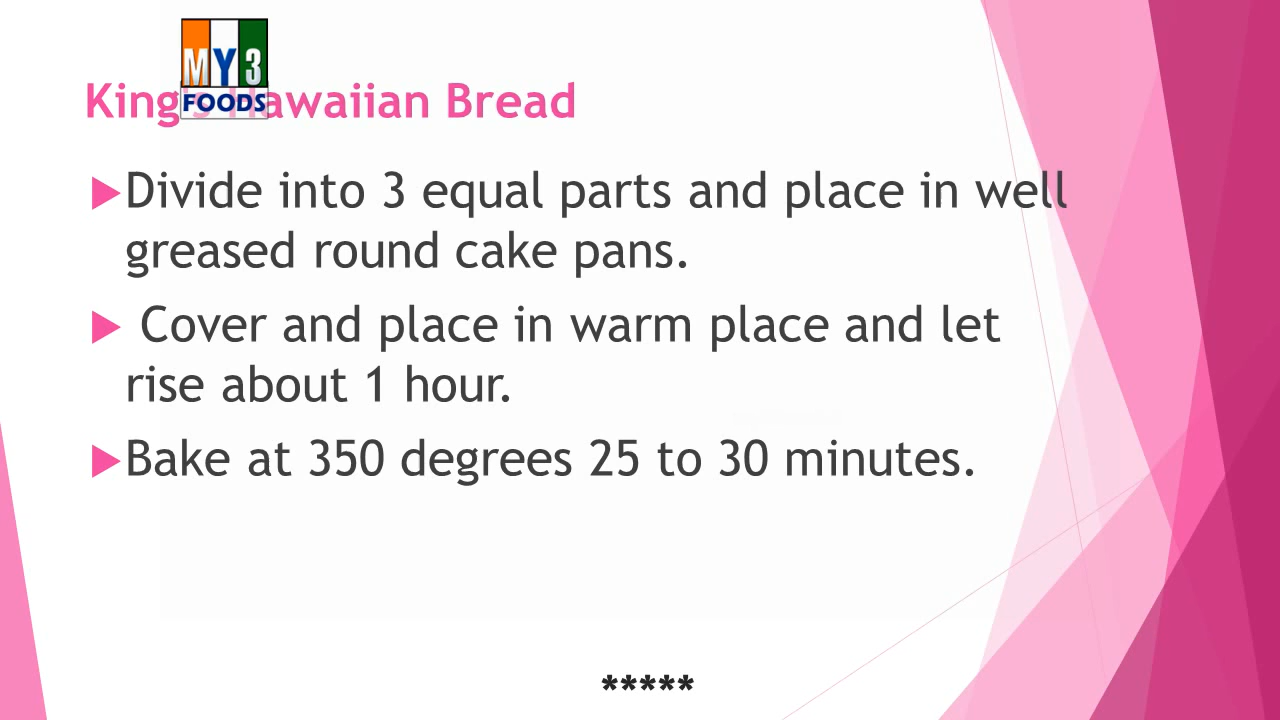 MY3
FOODS
King's Hawaiian Bread
Divide into 3 equal parts and place in well
greased round cake pans.
Cover and place in warm place and let
rise about 1 hour.
Bake at 350 degrees 25 to 30 minutes.
*****